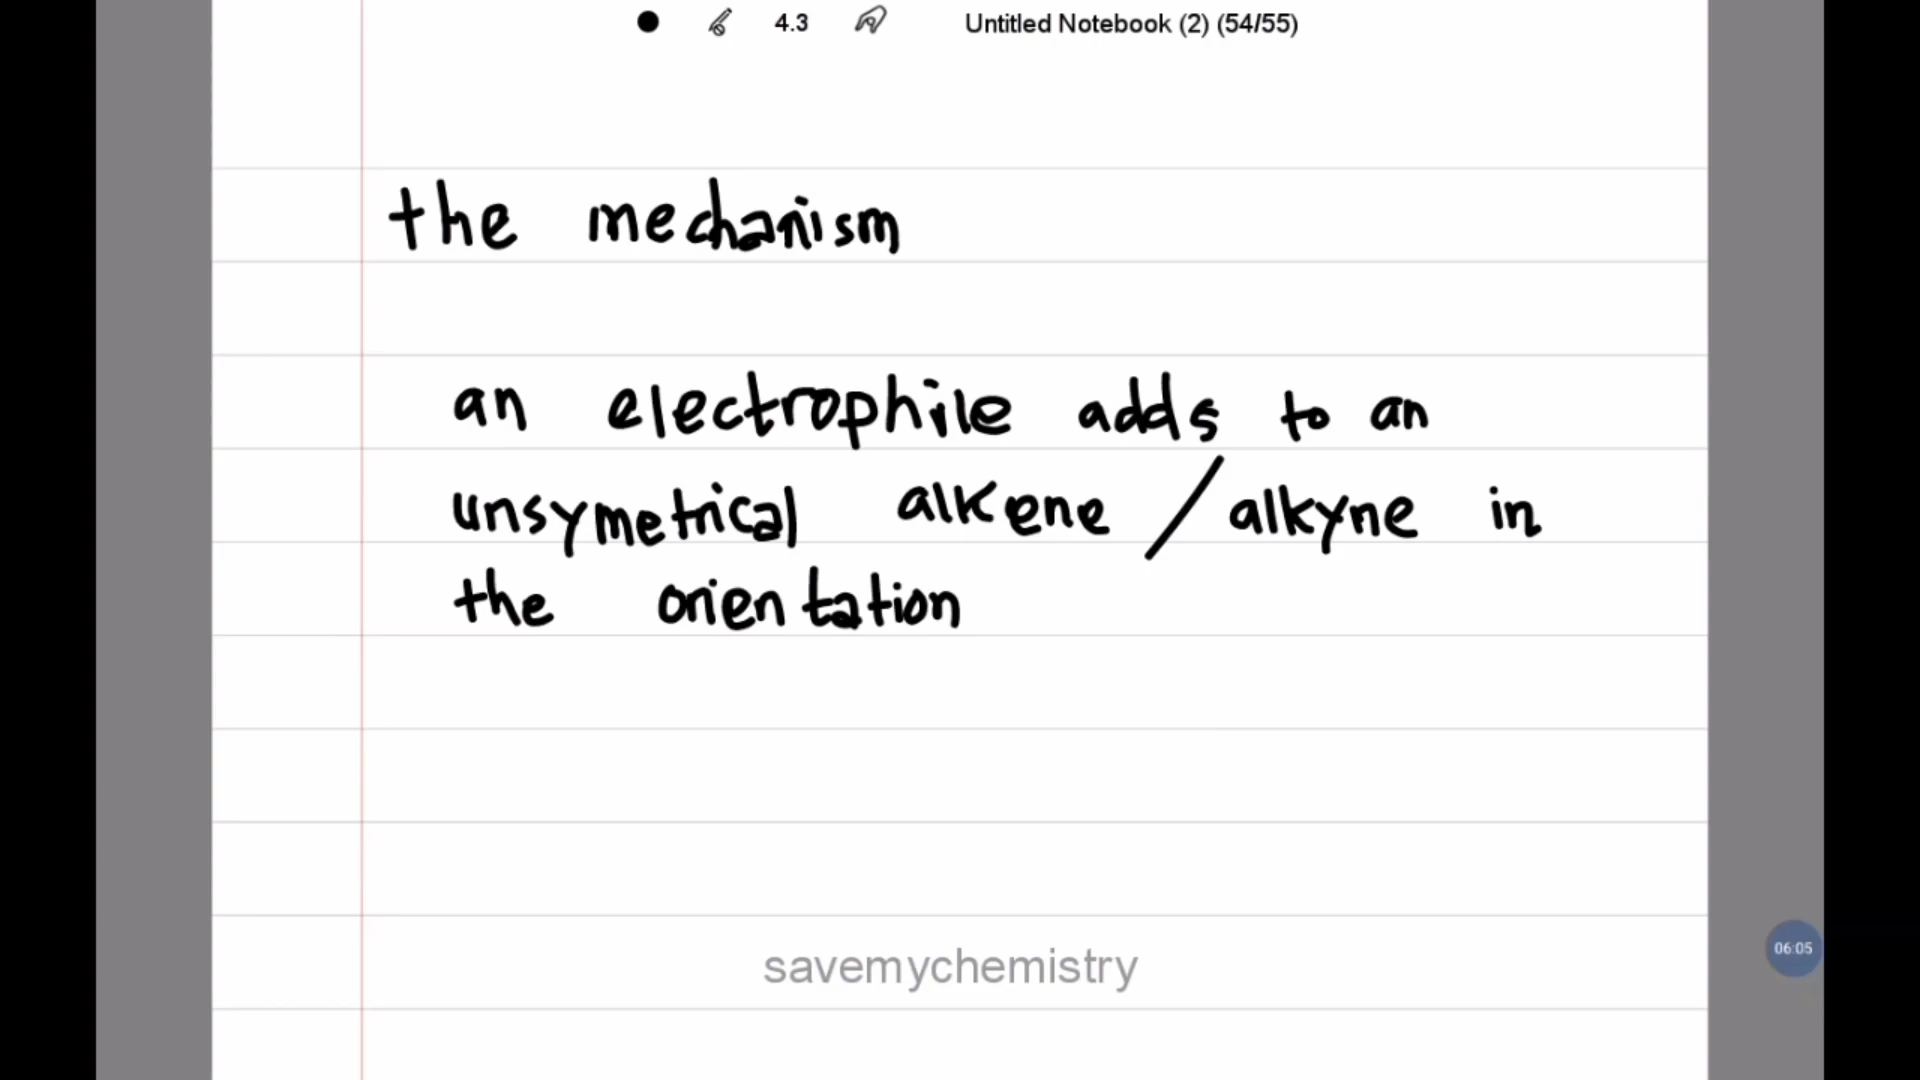 4.3 Untitled Notebook (2) (54/55)
the mechanism
an electrophile adds to an
unsymetrical alkene / alkyne in
the orientation
savemychemistry
06:05